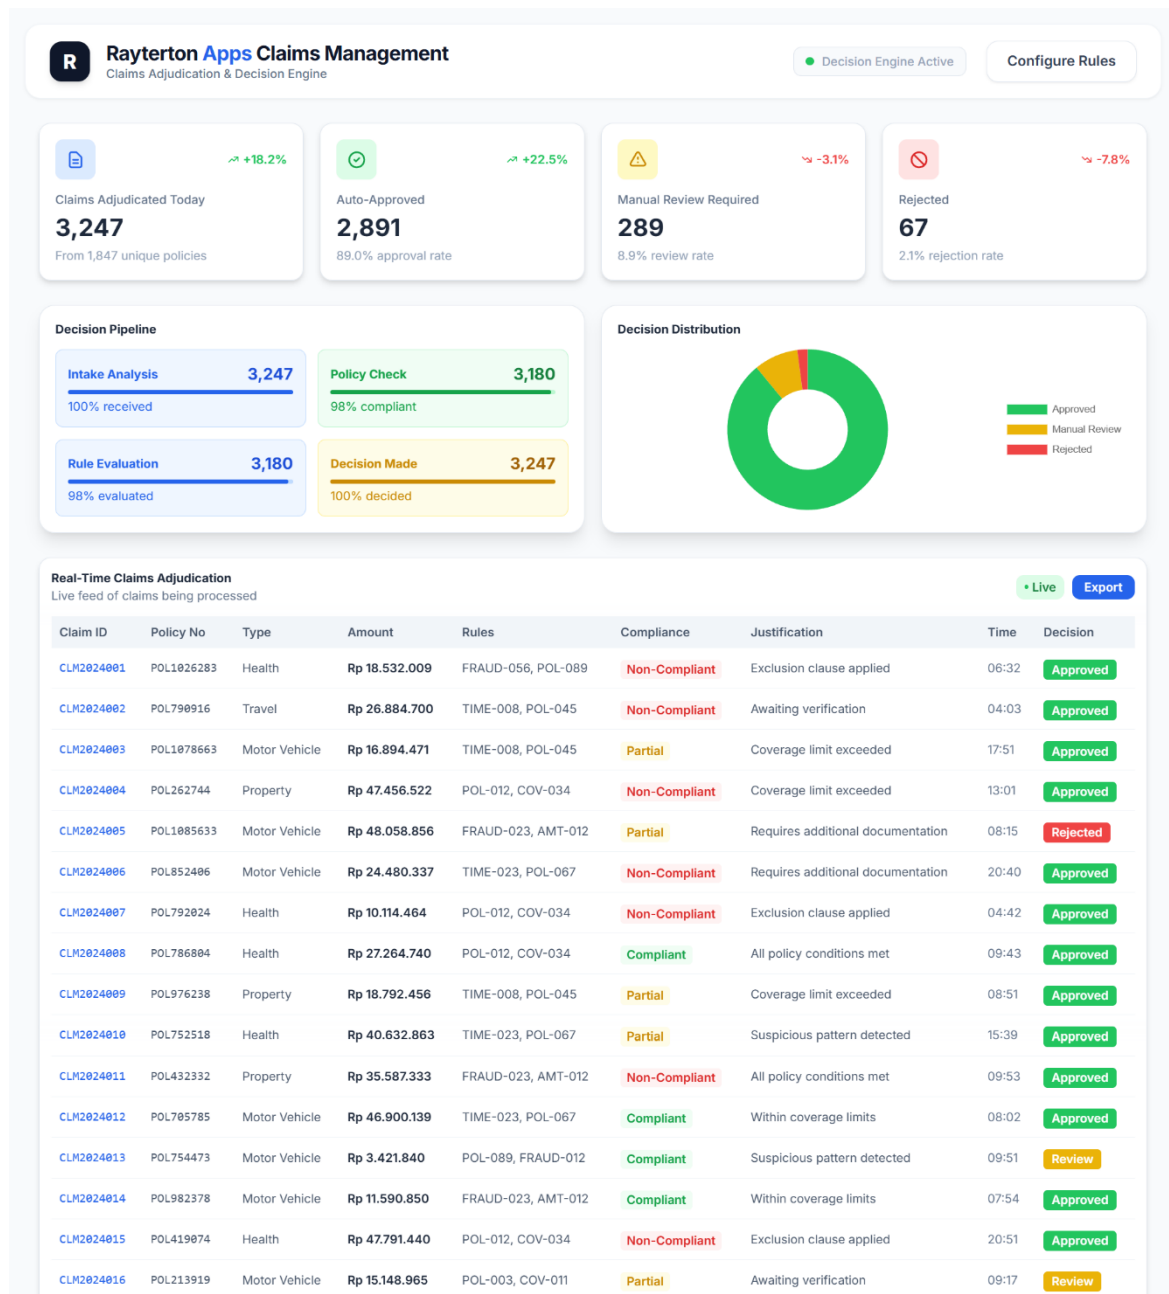 R
Rayterton Apps Claims Management
Claims Adjudication & Decision Engine
Decision Engine Active
Configure Rules
+18.2%
Claims Adjudicated Today
3,247
From 1,847 unique policies
+22.5%
Auto-Approved
2,891
89.0% approval rate
-3.1%
Manual Review Required
289
8.9% review rate
-7.8%
Rejected
67
2.1% rejection rate
Decision Pipeline
Intake Analysis 3,247
100% received
Policy Check 3,180
98% compliant
Rule Evaluation 3,180
98% evaluated
Decision Made 3,247
100% decided
Decision Distribution
Approved
Manual Review
Rejected
Real-Time Claims Adjudication
Live feed of claims being processed
Live
Export
Claim ID Policy No Type Amount Rules Compliance Justification Time Decision
CLM2024001 POL1026283 Health Rp 18.532.009 FRAUD-056, POL-089 Non-Compliant Exclusion clause applied 06:32 Approved
CLM2024002 POL790916 Travel Rp 26.884.700 TIME-008, POL-045 Non-Compliant Awaiting verification 04:03 Approved
CLM2024003 POL1078663 Motor Vehicle Rp 16.894.471 TIME-008, POL-045 Partial Coverage limit exceeded 17:51 Approved
CLM2024004 POL262744 Property Rp 47.456.522 POL-012, COV-034 Non-Compliant Coverage limit exceeded 13:01 Approved
CLM2024005 POL1085633 Motor Vehicle Rp 48.058.856 FRAUD-023, AMT-012 Partial Requires additional documentation 08:15 Rejected
CLM2024006 POL852406 Motor Vehicle Rp 24.480.337 TIME-023, POL-067 Non-Compliant Requires additional documentation 20:40 Approved
CLM2024007 POL792024 Health Rp 10.114.464 POL-012, COV-034 Non-Compliant Exclusion clause applied 04:42 Approved
CLM2024008 POL786804 Health Rp 27.264.740 POL-012, COV-034 Compliant All policy conditions met 09:43 Approved
CLM2024009 POL976238 Property Rp 18.792.456 TIME-008, POL-045 Partial Coverage limit exceeded 08:51 Approved
CLM2024010 POL752518 Health Rp 40.632.863 TIME-023, POL-067 Partial Suspicious pattern detected 15:39 Approved
CLM2024011 POL432332 Property Rp 35.587.333 FRAUD-023, AMT-012 Non-Compliant All policy conditions met 09:53 Approved
CLM2024012 POL705785 Motor Vehicle Rp 46.900.139 TIME-023, POL-067 Compliant Within coverage limits 08:02 Approved
CLM2024013 POL754473 Motor Vehicle Rp 3.421.840 POL-089, FRAUD-012 Compliant Suspicious pattern detected 09:51 Review
CLM2024014 POL982378 Motor Vehicle Rp 11.590.850 FRAUD-023, AMT-012 Compliant Within coverage limits 07:54 Approved
CLM2024015 POL419074 Health Rp 47.791.440 POL-012, COV-034 Non-Compliant Exclusion clause applied 20:51 Approved
CLM2024016 POL213919 Motor Vehicle Rp 15.148.965 POL-003, COV-011 Partial Awaiting verification 09:17 Review